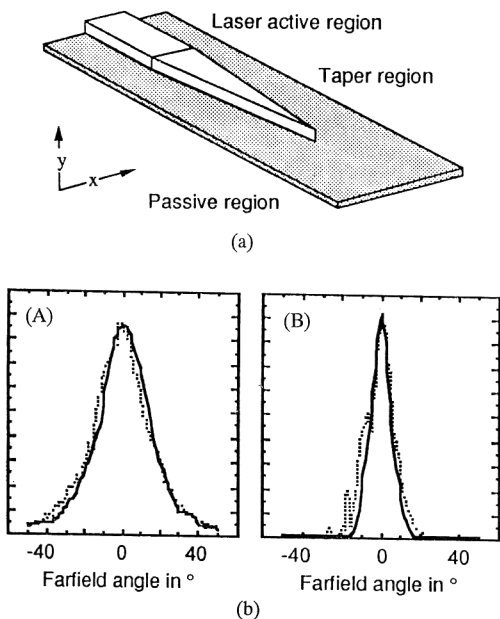 Laser active region
Taper region
y
x
Passive region
(a)
(A)
(B)
-40 0 40
-40 0 40
Farfield angle in °
Farfield angle in °
(b)